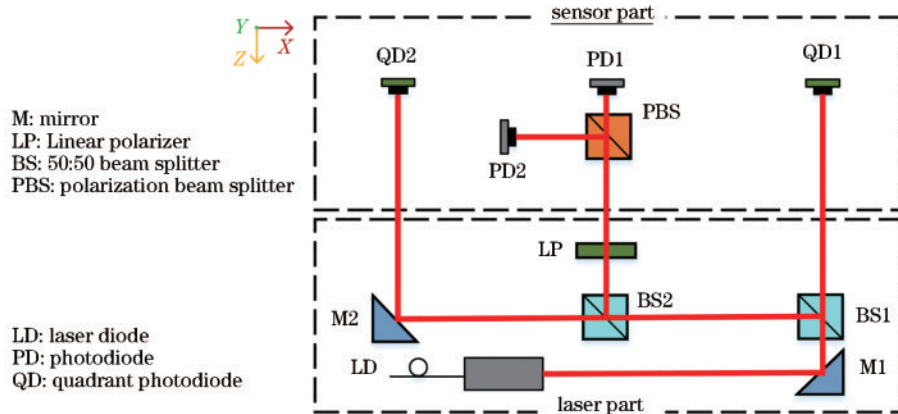 sensor part
Y
X
Z
QD2
PD1
QD1
PBS
PD2
M: mirror
LP: Linear polarizer
BS: 50:50 beam splitter
PBS: polarization beam splitter
LP
BS2
BS1
M2
LD
M1
LD: laser diode
PD: photodiode
QD: quadrant photodiode
laser part